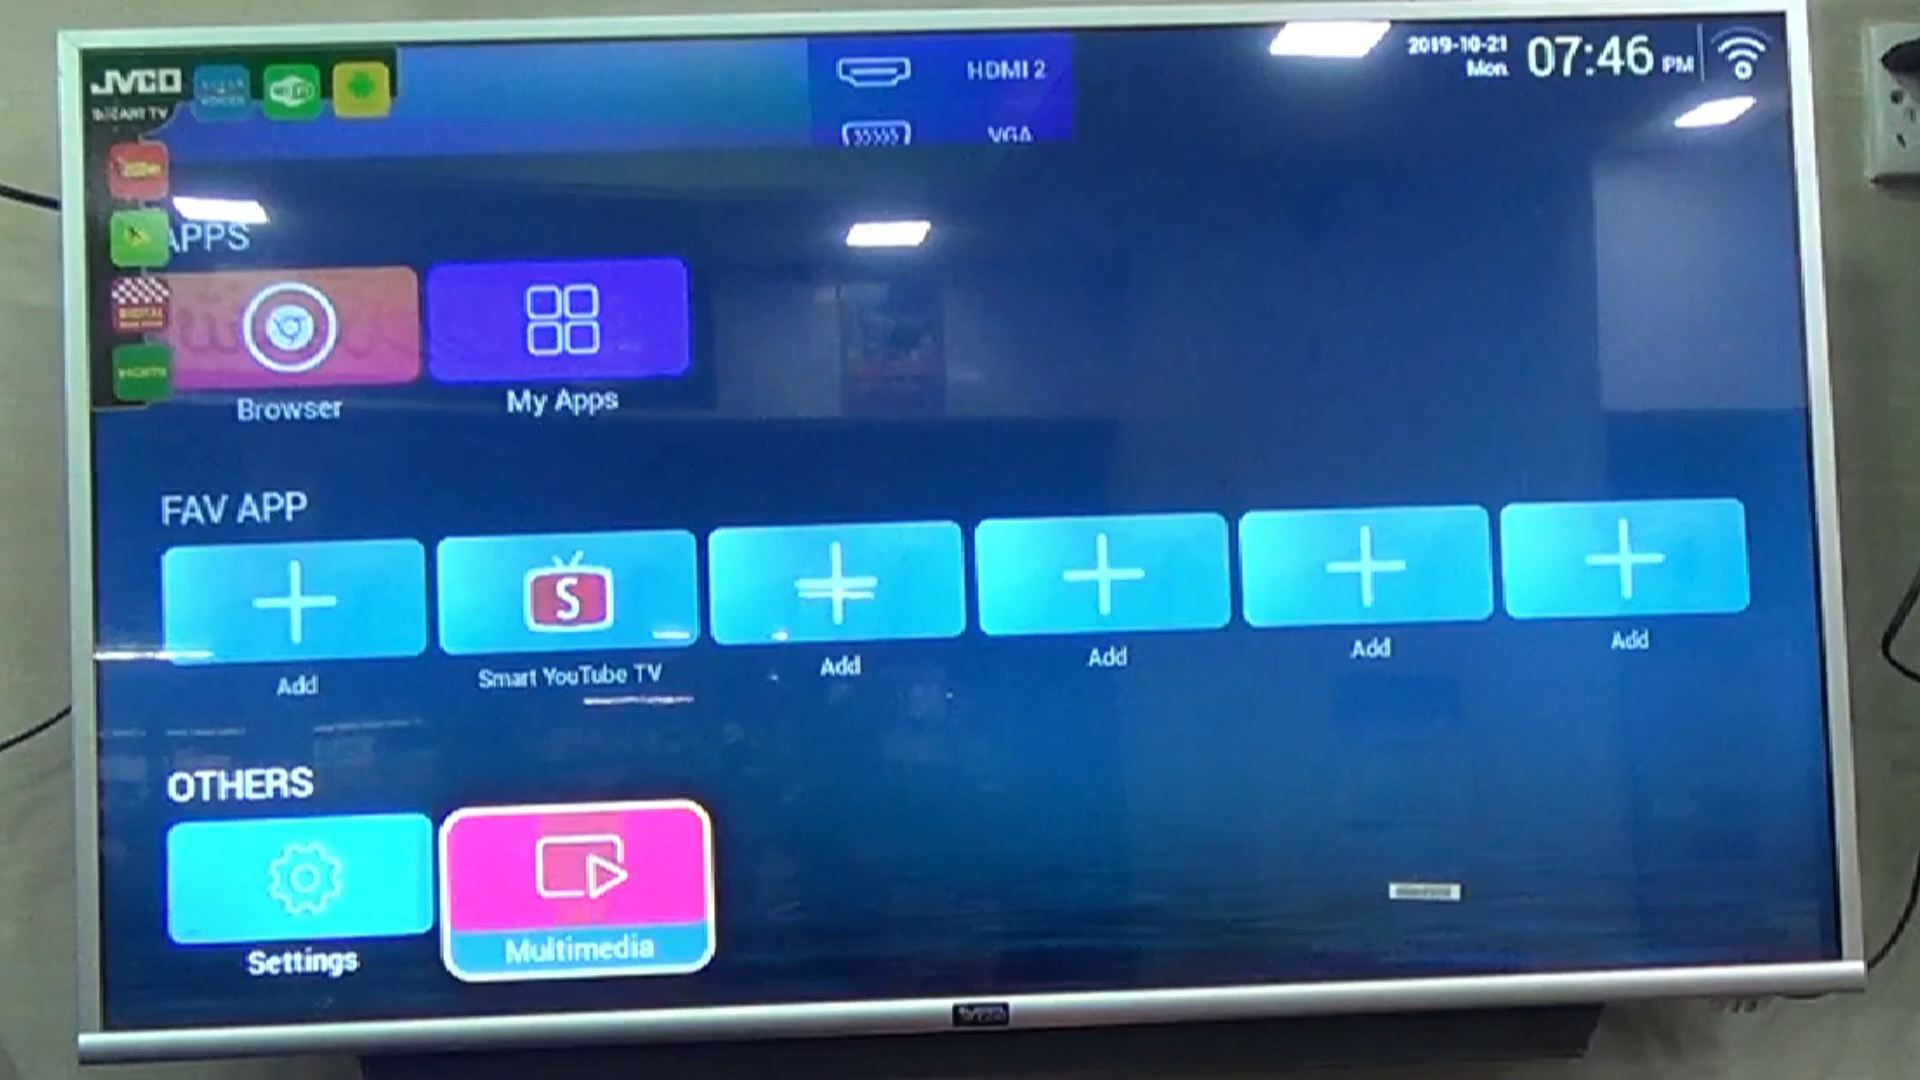 JVCO
SMART TV
HDMI 2
VGA
2019-10-21
Mon
07:46 PM
APPS
Browser
My Apps
FAV APP
S
Add
Smart YouTube TV
Add
Add
Add
Add
OTHERS
Settings
Multimedia
DIGITAL